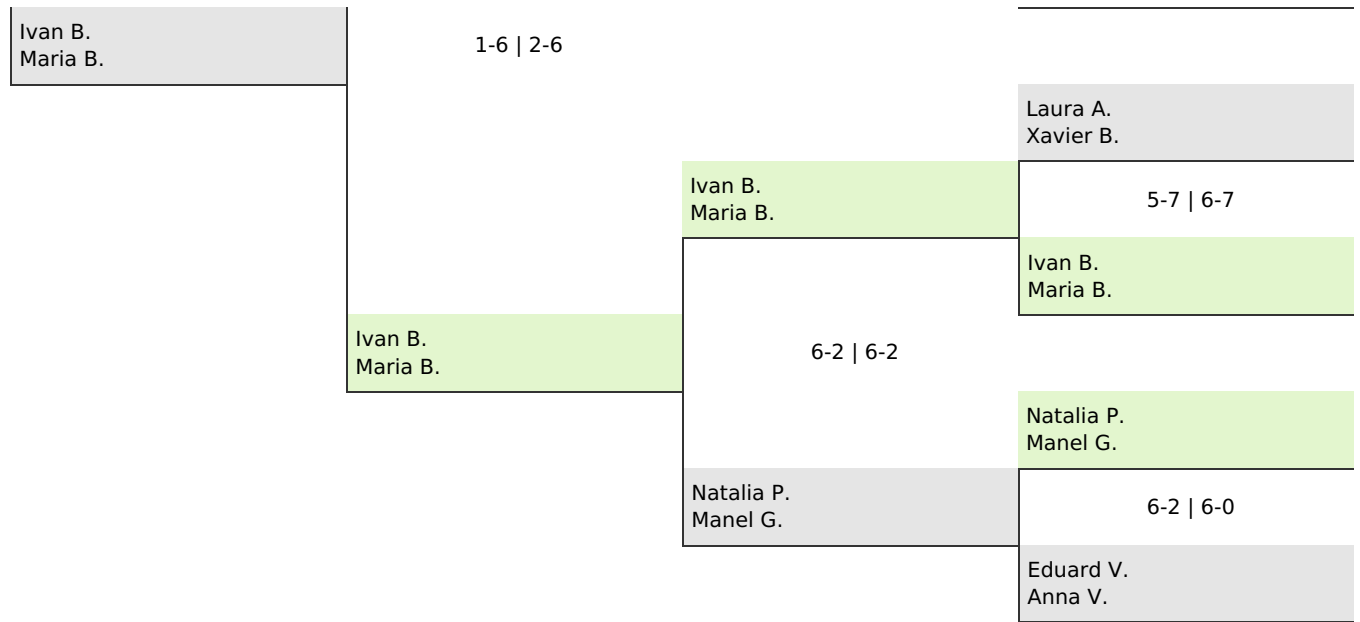 Ivan B.
Maria B.
1-6 | 2-6
Laura A.
Xavier B.
Ivan B.
Maria B.
5-7 | 6-7
Ivan B.
Maria B.
Ivan B.
Maria B.
6-2 | 6-2
Natalia P.
Manel G.
Natalia P.
Manel G.
6-2 | 6-0
Eduard V.
Anna V.